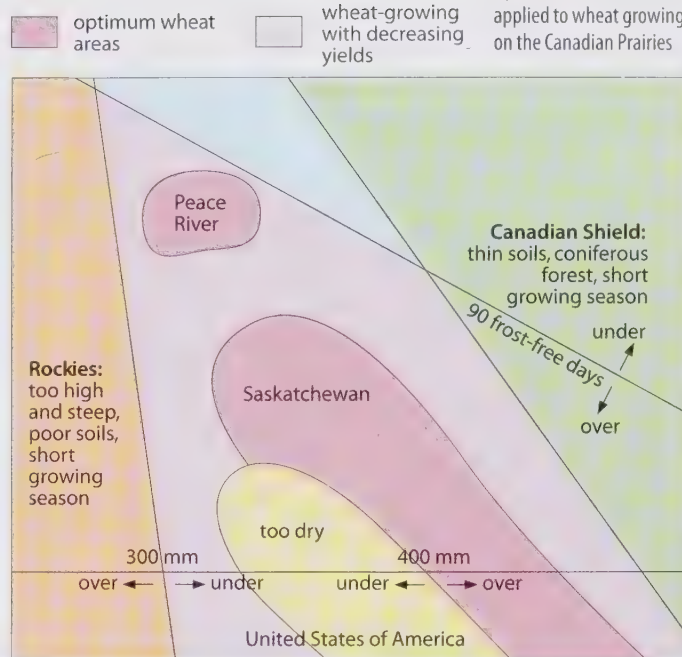 optimum wheat
areas
wheat-growing
with decreasing
yields
applied to wheat growing
on the Canadian Prairies
Peace
River
Canadian Shield:
thin soils, coniferous
forest, short
growing season
90 frost-free days
under
over
Rockies:
too high
and steep,
poor soils,
short
growing
season
Saskatchewan
too dry
300 mm
400 mm
over
under
under
over
United States of America